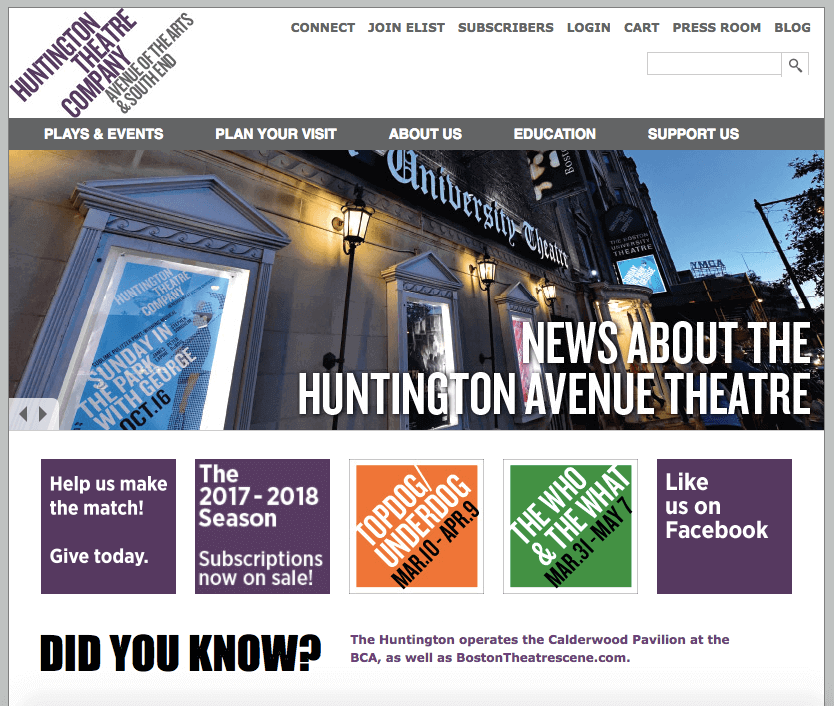 HUNTINGTON
THEATRE
COMPANY
AVENUE OF THE ARTS
& SOUTH END
CONNECT JOIN ELIST SUBSCRIBERS LOGIN CART PRESS ROOM BLOG
PLAYS & EVENTS PLAN YOUR VISIT ABOUT US EDUCATION SUPPORT US
University Theatre
Bosto
THE BOSTON
UNIVERSITY
THEATRE
YMCA
HUNTINGTON
THEATRE
COMPANY
SUNDAY IN
THE PARK
WITH GEORGE
OCT.16
NEWS ABOUT THE
HUNTINGTON AVENUE THEATRE
Help us make
the match!
Give today.
The
2017 - 2018
Season
Subscriptions
now on sale!
TOPDOG/
UNDERDOG
MAR.10 - APR.9
THE WHO
& THE WHAT
MAR.31 - MAY 7
Like
us on
Facebook
DID YOU KNOW?
The Huntington operates the Calderwood Pavilion at the
BCA, as well as BostonTheatrescene.com.